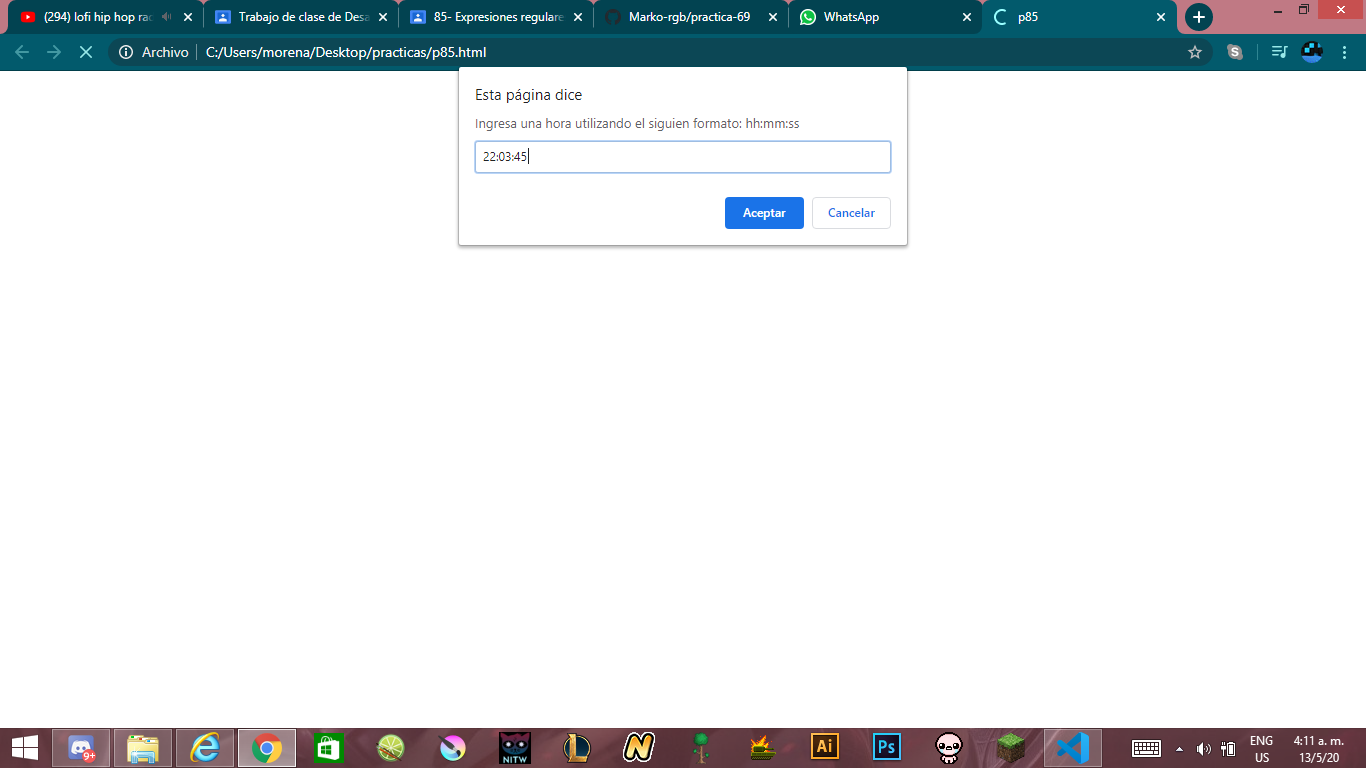 (294) lofi hip hop rad
Trabajo de clase de Desa
85- Expresiones regulare
Marko-rgb/practica-69
WhatsApp
p85
Archivo
C:/Users/morena/Desktop/practicas/p85.html
Esta página dice
Ingresa una hora utilizando el siguien formato: hh:mm:ss
22:03:45
Aceptar
Cancelar
9+
NITW
L
N
Ai
Ps
ENG
US
4:11 a. m.
13/5/20